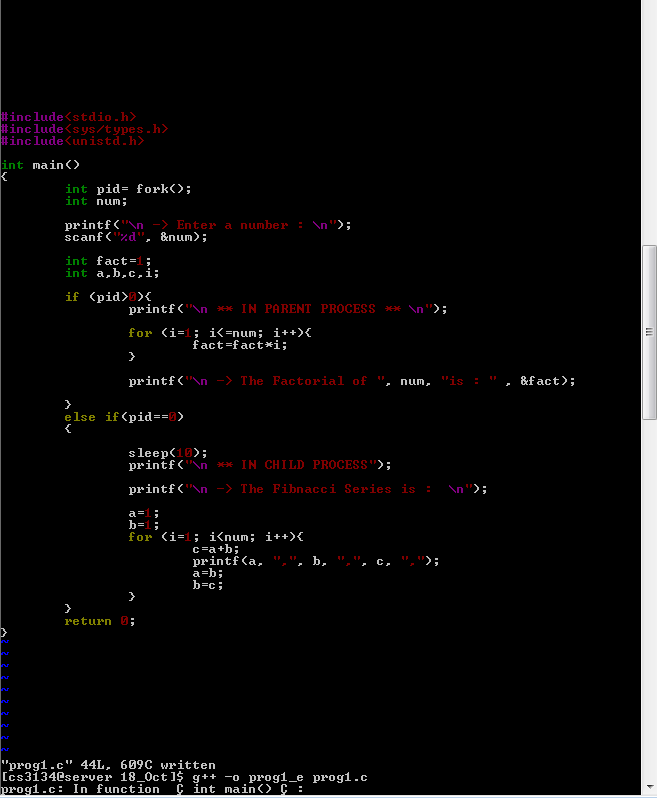 #include<stdio.h>
#include<sys/types.h>
#include<unistd.h>
int main()
{
int pid= fork();
int num;
printf("\n -> Enter a number : \n");
scanf("%d", &num);
int fact=1;
int a,b,c,i;
if (pid>0){
printf("\n ** IN PARENT PROCESS ** \n");
for (i=1; i<=num; i++){
fact=fact*i;
}
printf("\n -> The Factorial of ", num, "is : " , &fact);
}
else if(pid==0)
{
sleep(10);
printf("\n ** IN CHILD PROCESS");
printf("\n -> The Fibnacci Series is :  \n");
a=1;
b=1;
for (i=1; i<num; i++){
c=a+b;
printf(a, ",", b, ",", c, ",");
a=b;
b=c;
}
}
return 0;
}
~
~
~
~
~
~
~
~
~
~
"prog1.c" 44L, 609C written
[cs3134@server 18_Oct]$ g++ -o prog1_e prog1.c
prog1.c: In function  Ç int main() Ç :